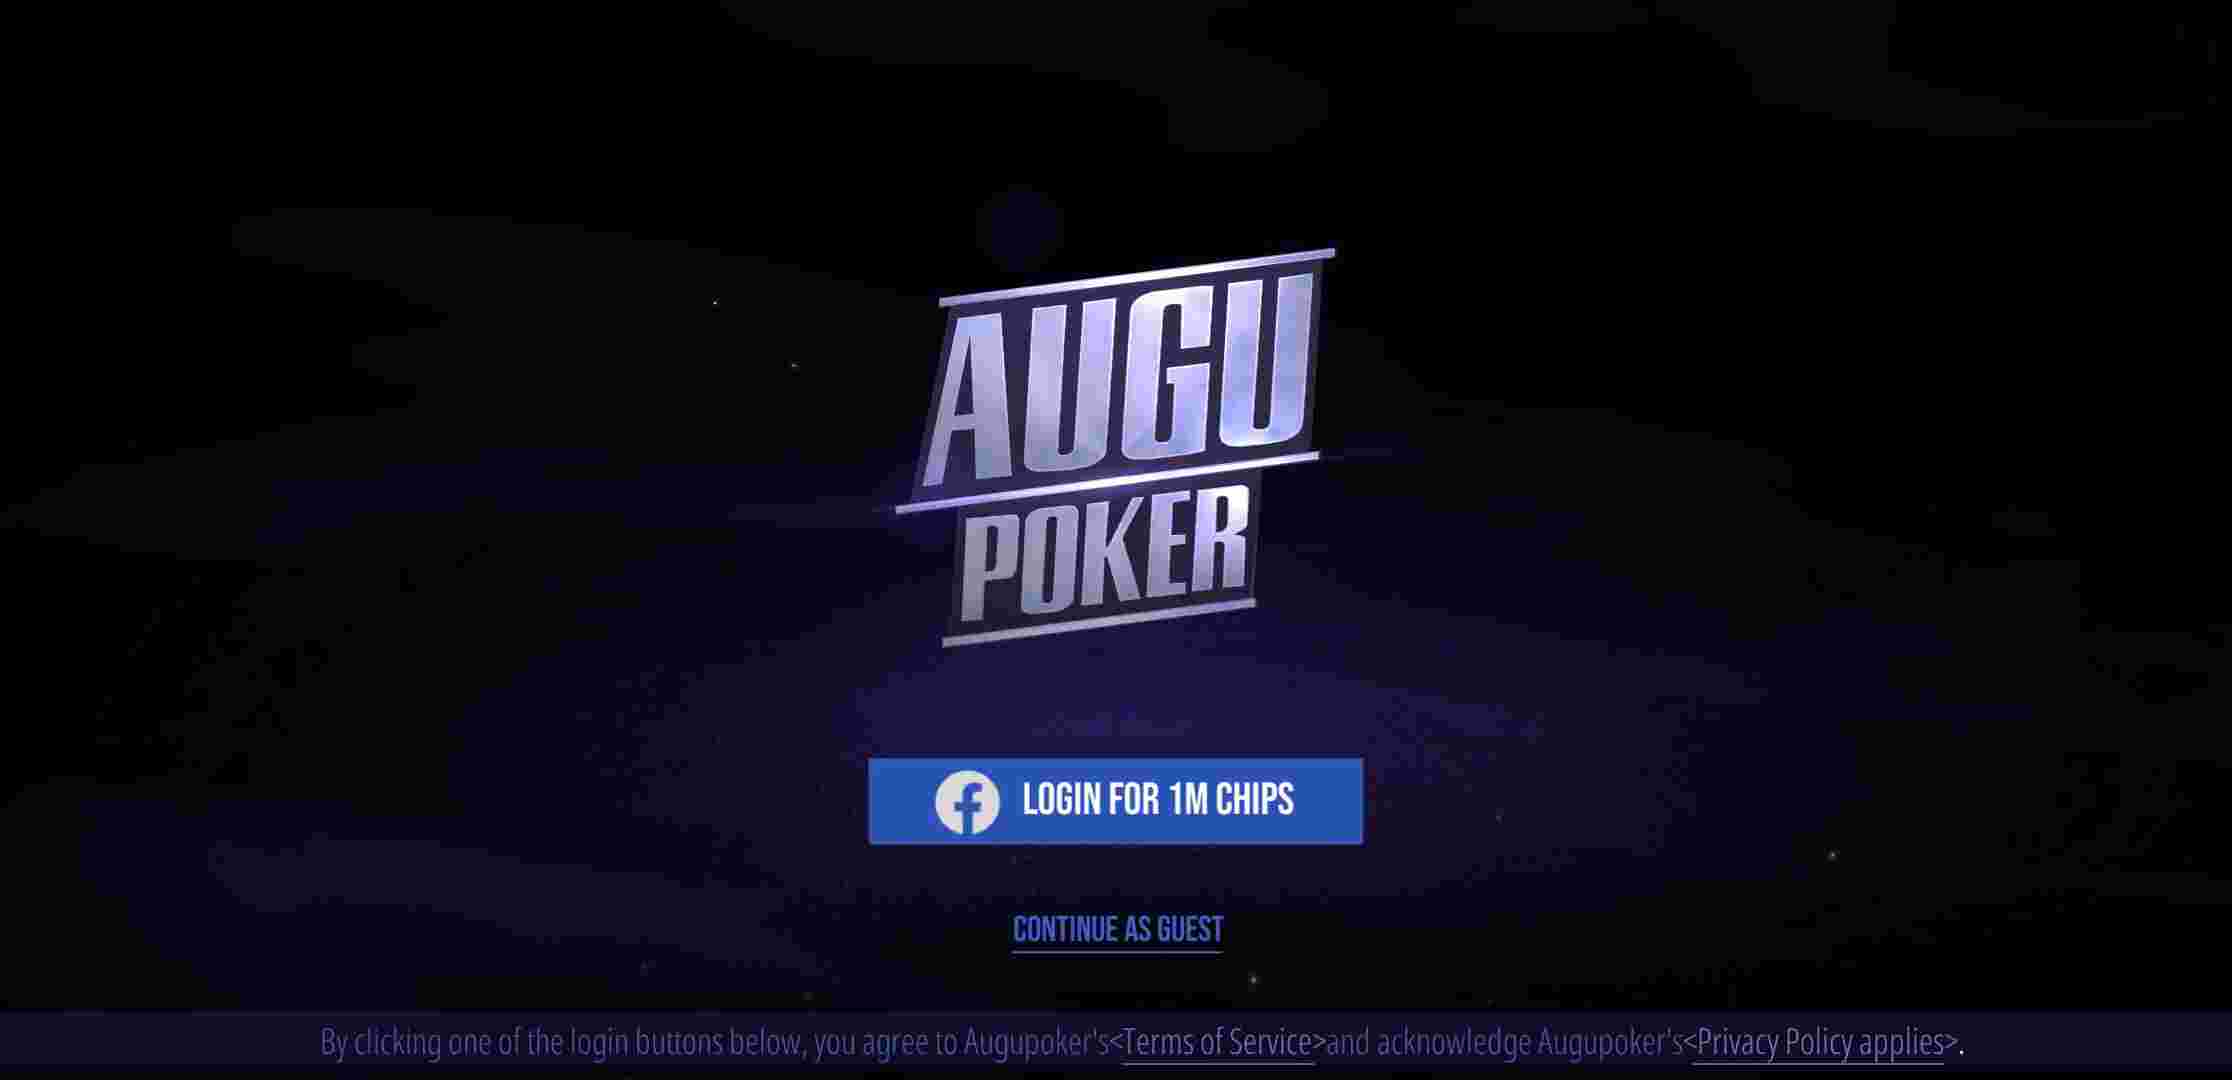 AUGU
POKER
LOGIN FOR 1M CHIPS
CONTINUE AS GUEST
By clicking one of the login buttons below, you agree to Augupoker's<Terms of Service>and acknowledge Augupoker's<Privacy Policy applies>.